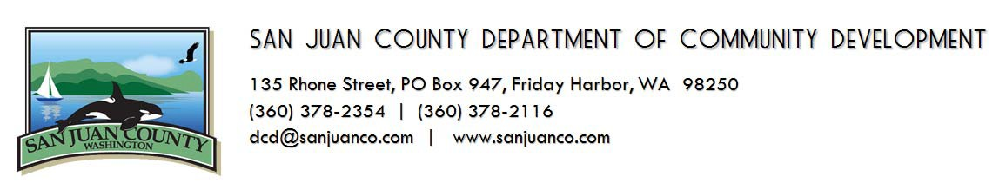 SAN JUAN COUNTY DEPARTMENT OF COMMUNITY DEVELOPMENT
135 Rhone Street, PO Box 947, Friday Harbor, WA  98250
(360) 378-2354  |  (360) 378-2116
dcd@sanjuanco.com  |  www.sanjuanco.com
SAN JUAN COUNTY
WASHINGTON